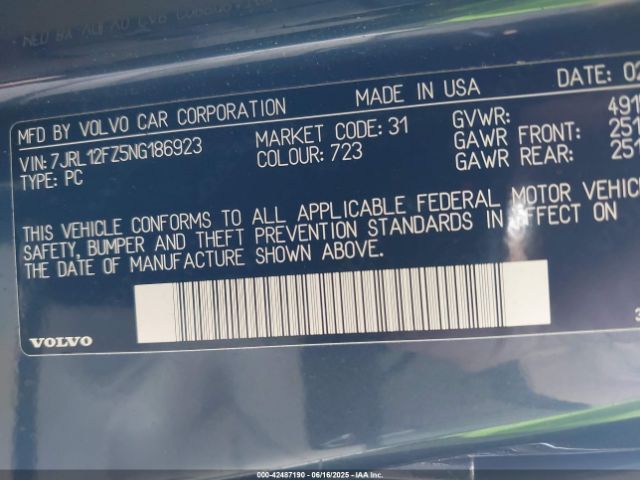 MFD BY VOLVO CAR CORPORATION MADE IN USA DATE: 02
VIN: 7JRL12FZ5NG186923 MARKET CODE: 31 GVWR: 491
TYPE: PC COLOUR: 723 GAWR FRONT: 251
GAWR REAR: 251
THIS VEHICLE CONFORMS TO ALL APPLICABLE FEDERAL MOTOR VEHIC
SAFETY, BUMPER AND THEFT PREVENTION STANDARDS IN EFFECT ON
THE DATE OF MANUFACTURE SHOWN ABOVE.
VOLVO
3
000-42487190 - 06/16/2025 - IAAI, Inc.